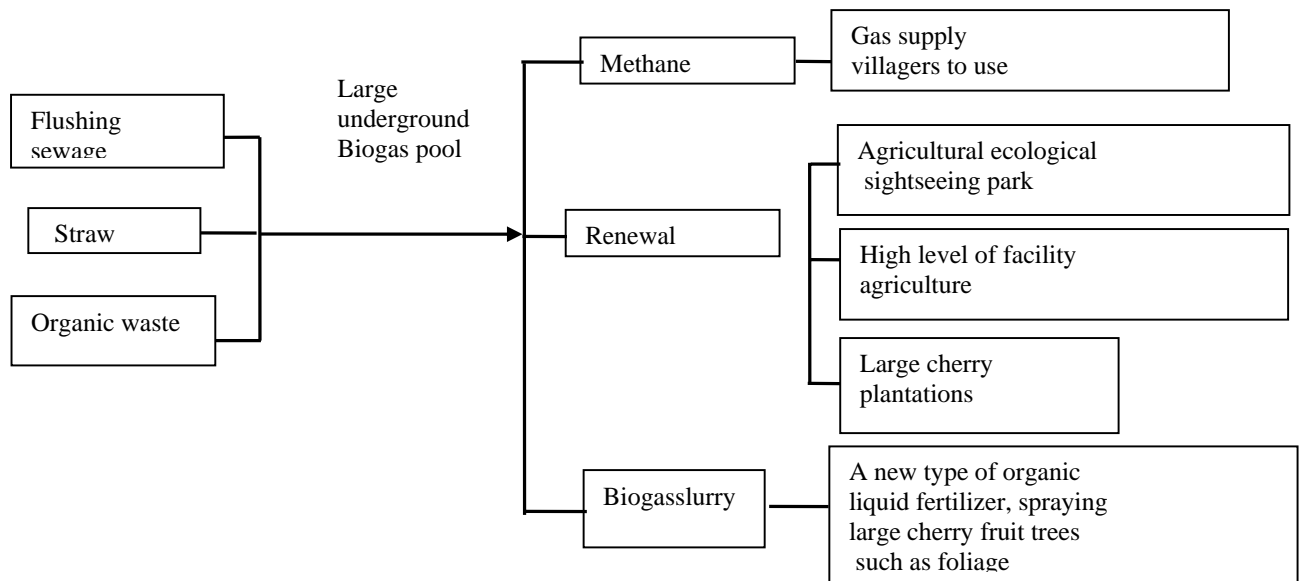 Flushing
sewage
Straw
Organic waste
Large
underground
Biogas pool
Methane
Renewal
Biogasslurry
Gas supply
villagers to use
Agricultural ecological
sightseeing park
High level of facility
agriculture
Large cherry
plantations
A new type of organic
liquid fertilizer, spraying
large cherry fruit trees
such as foliage